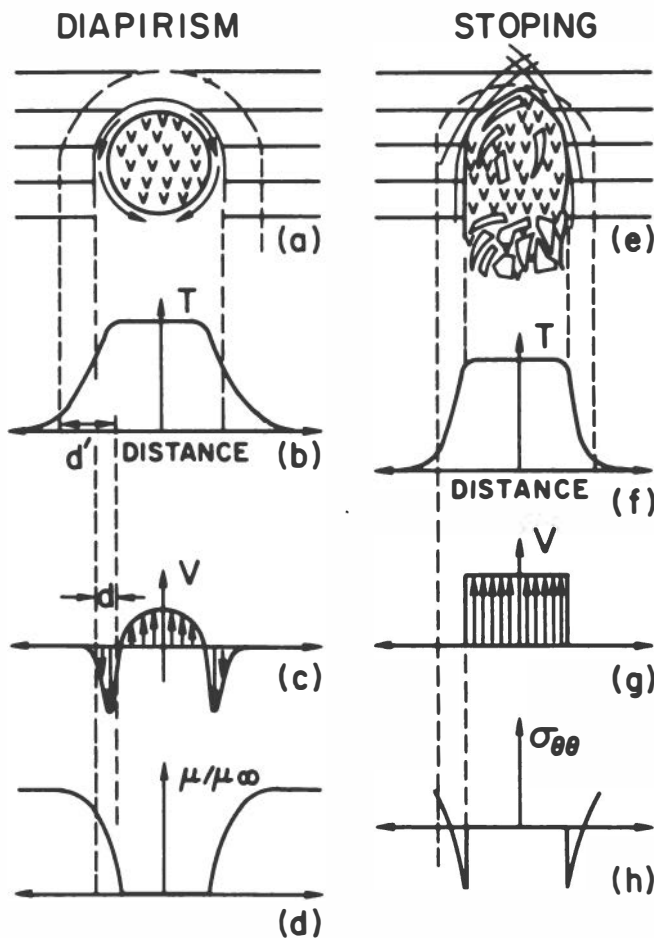 DIAPIRISM
(a)
T
d'
DISTANCE
(b)
d
V
(c)
μ/μ∞
(d)
STOPING
(e)
T
DISTANCE
(f)
V
(g)
σθθ
(h)